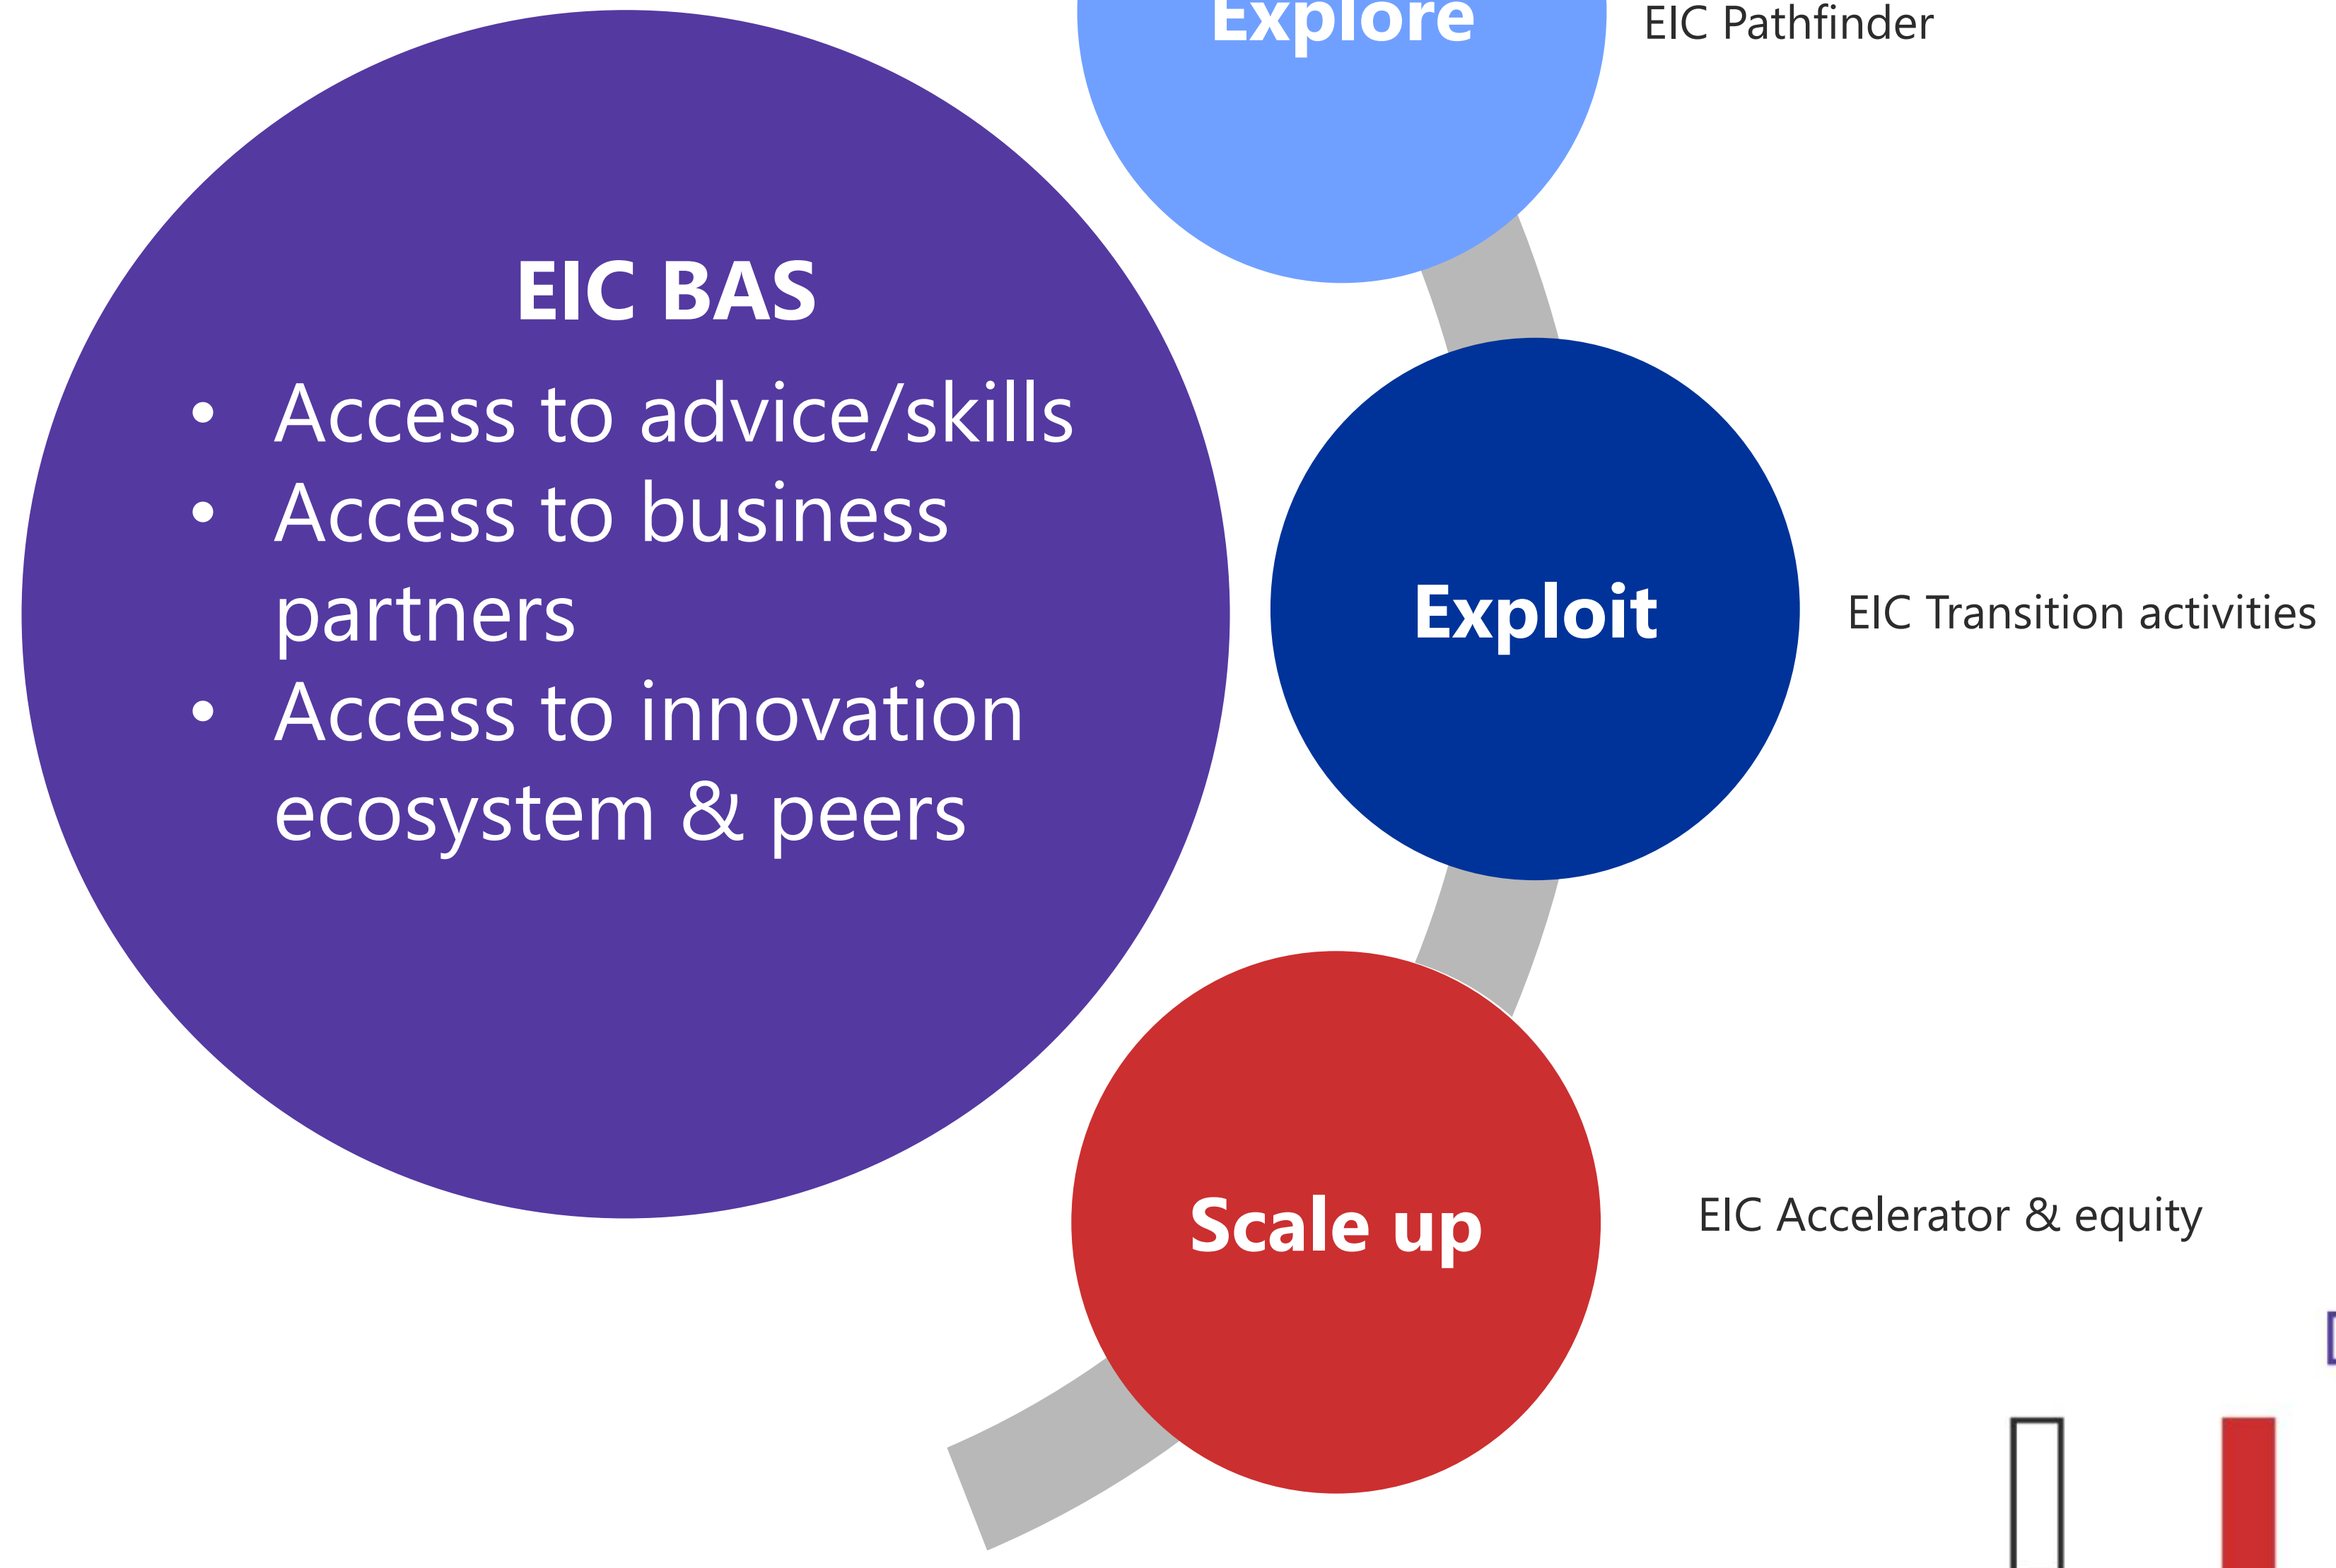 Explore
EIC Pathfinder
EIC BAS
• Access to advice/skills
• Access to business
partners
• Access to innovation
ecosystem & peers
Exploit
EIC Transition activities
Scale up
EIC Accelerator & equity